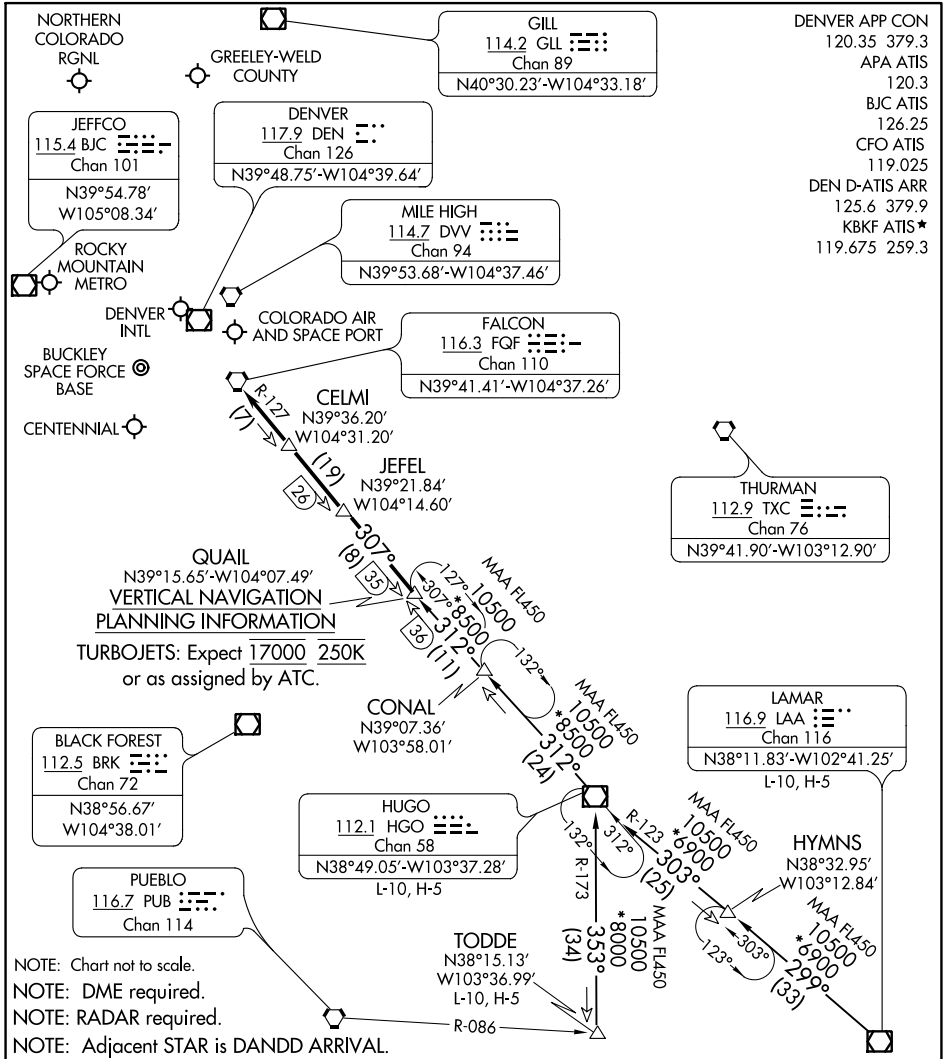 NORTHERN
COLORADO
RGNL
GREELEY-WELD
COUNTY
GILL
114.2 GLL
Chan 89
N40°30.23'-W104°33.18'
DENVER APP CON
120.35 379.3
APA ATIS
120.3
BJC ATIS
126.25
CFO ATIS
119.025
DEN D-ATIS ARR
125.6 379.9
KBKF ATIS★
119.675 259.3
JEFFCO
115.4 BJC
Chan 101
N39°54.78'
W105°08.34'
DENVER
117.9 DEN
Chan 126
N39°48.75'-W104°39.64'
MILE HIGH
114.7 DVV
Chan 94
N39°53.68'-W104°37.46'
ROCKY
MOUNTAIN
METRO
DENVER
INTL
COLORADO AIR
AND SPACE PORT
BUCKLEY
SPACE FORCE
BASE
CENTENNIAL
FALCON
116.3 FQF
Chan 110
N39°41.41'-W104°37.26'
R-127
(7)
CELMI
N39°36.20'
W104°31.20'
(19)
26
JEFEL
N39°21.84'
W104°14.60'
THURMAN
112.9 TXC
Chan 76
N39°41.90'-W103°12.90'
307°
(8)
35
QUAIL
N39°15.65'-W104°07.49'
VERTICAL NAVIGATION
PLANNING INFORMATION
TURBOJETS: Expect 17000 250K
or as assigned by ATC.
127°
307°
MAA FL450
10500
*8500
312°
(11)
36
132°
CONAL
N39°07.36'
W103°58.01'
MAA FL450
10500
*8500
312°
(24)
LAMAR
116.9 LAA
Chan 116
N38°11.83'-W102°41.25'
L-10, H-5
BLACK FOREST
112.5 BRK
Chan 72
N38°56.67'
W104°38.01'
HUGO
112.1 HGO
Chan 58
N38°49.05'-W103°37.28'
L-10, H-5
132°
312°
R-123
MAA FL450
10500
*6900
303°
(25)
HYMNS
N38°32.95'
W103°12.84'
123°
303°
MAA FL450
10500
*6900
299°
(33)
R-173
MAA FL450
10500
*8000
353°
(34)
PUEBLO
116.7 PUB
Chan 114
TODDE
N38°15.13'
W103°36.99'
L-10, H-5
R-086
NOTE: Chart not to scale.
NOTE: DME required.
NOTE: RADAR required.
NOTE: Adjacent STAR is DANDD ARRIVAL.